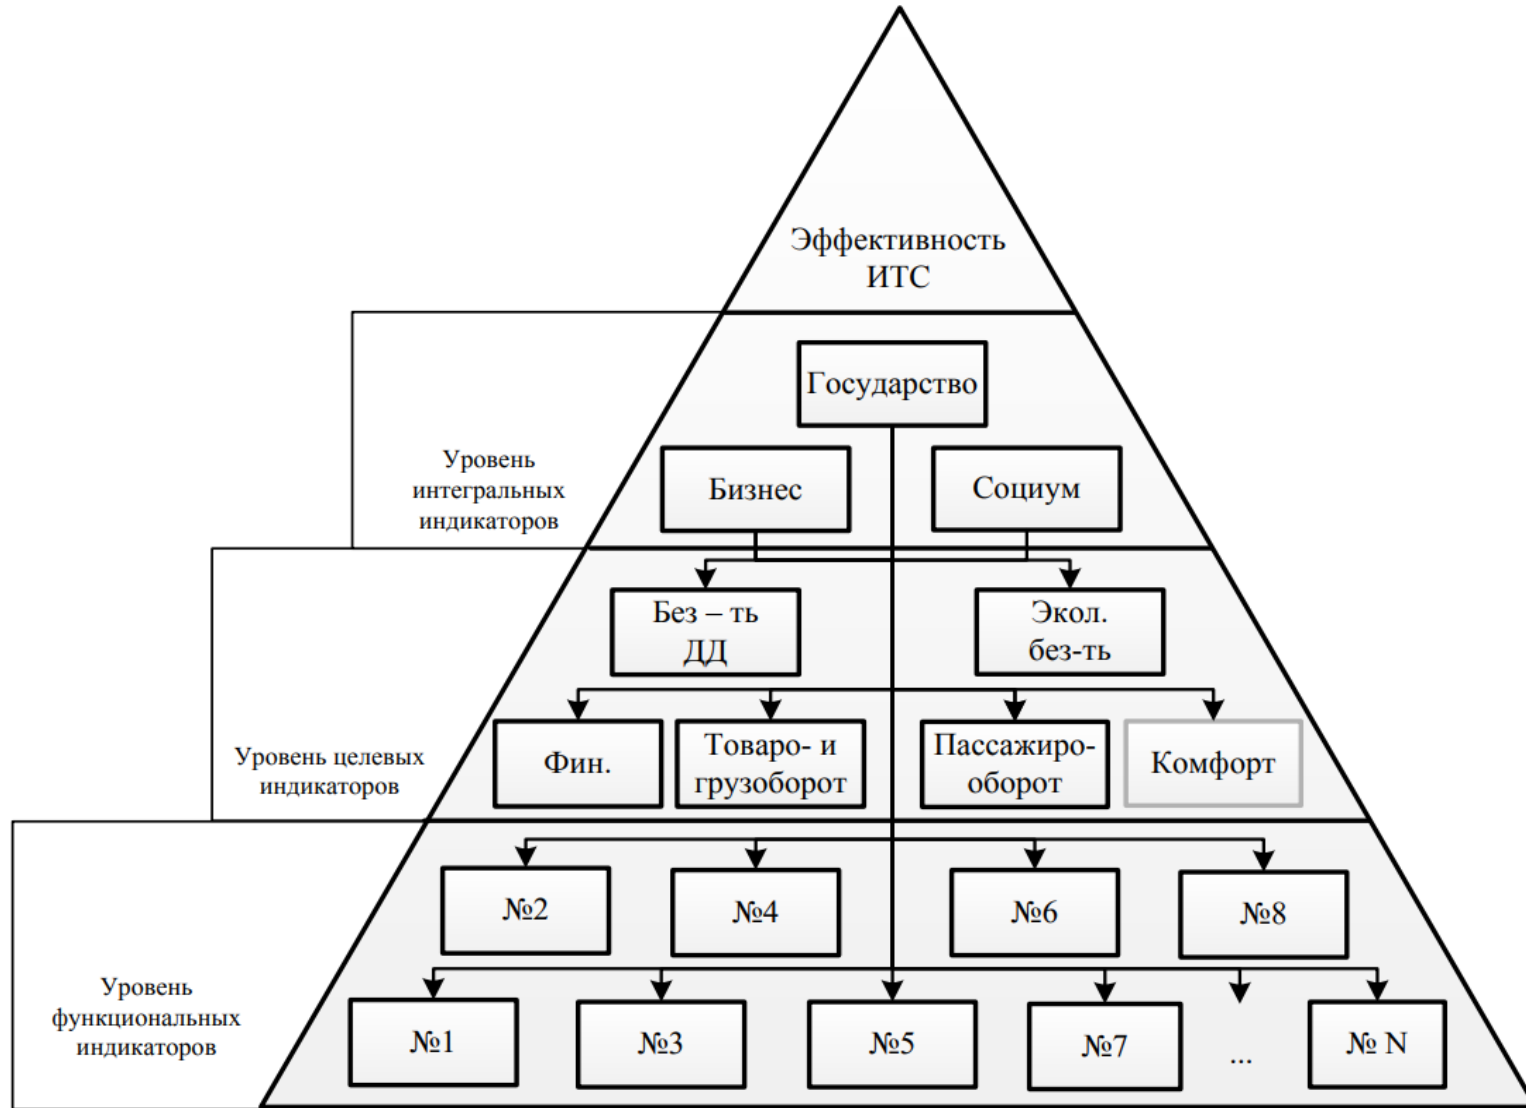 Эффективность
ИТС
Государство
Уровень
интегральных
индикаторов
Бизнес
Социум
Без – ть
ДД
Экол.
без-ть
Уровень целевых
индикаторов
Фин.
Товаро- и
грузоборот
Пассажиро-
оборот
Комфорт
№2
№4
№6
№8
Уровень
функциональных
индикаторов
№1
№3
№5
№7
...
№ N